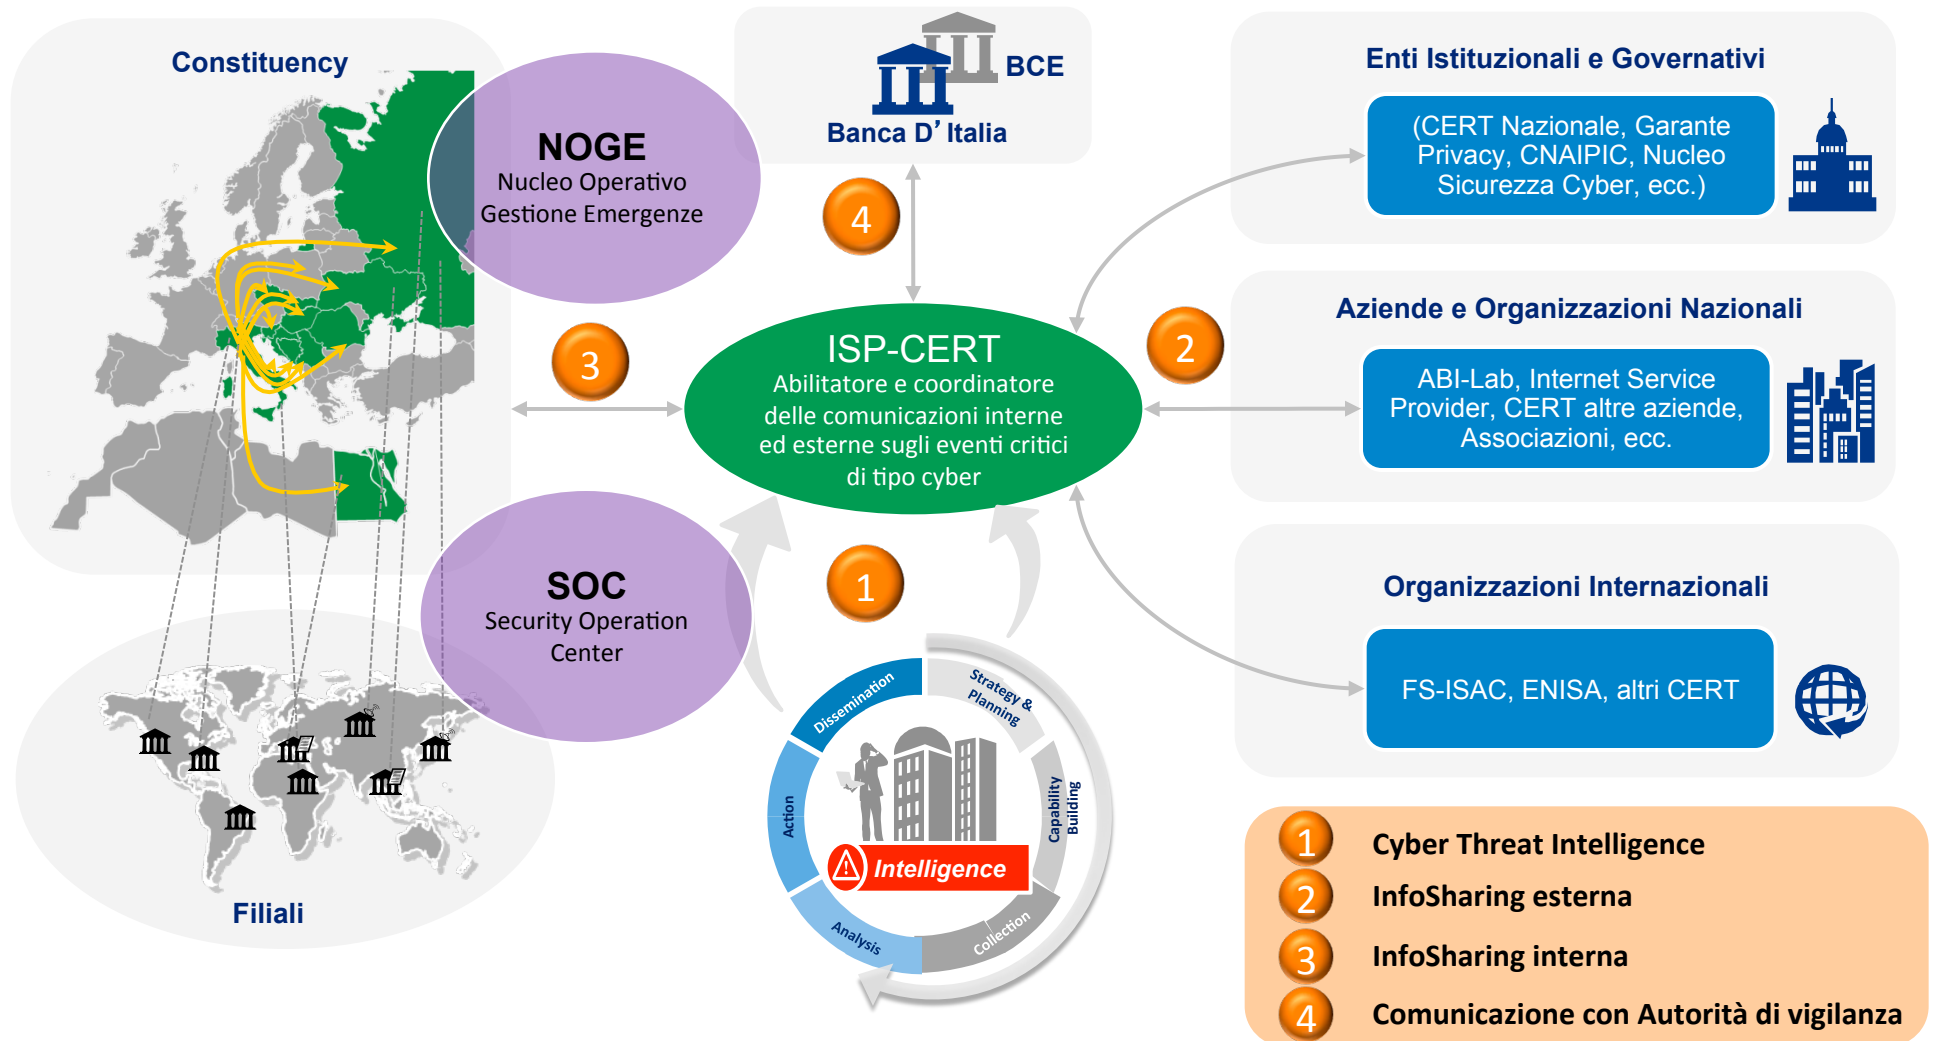 Constituency
NOGE
Nucleo Operativo
Gestione Emergenze
BCE
Banca D'Italia
4
Enti Istituzionali e Governativi
(CERT Nazionale, Garante
Privacy, CNAIPIC, Nucleo
Sicurezza Cyber, ecc.)
3
ISP-CERT
Abilitatore e coordinatore
delle comunicazioni interne
ed esterne sugli eventi critici
di tipo cyber
2
Aziende e Organizzazioni Nazionali
ABI-Lab, Internet Service
Provider, CERT altre aziende,
Associazioni, ecc.
SOC
Security Operation
Center
1
Organizzazioni Internazionali
FS-ISAC, ENISA, altri CERT
Filiali
Dissemination
Strategy &
Planning
Capability
Building
Collection
Analysis
Action
Intelligence
1 Cyber Threat Intelligence
2 InfoSharing esterna
3 InfoSharing interna
4 Comunicazione con Autorità di vigilanza